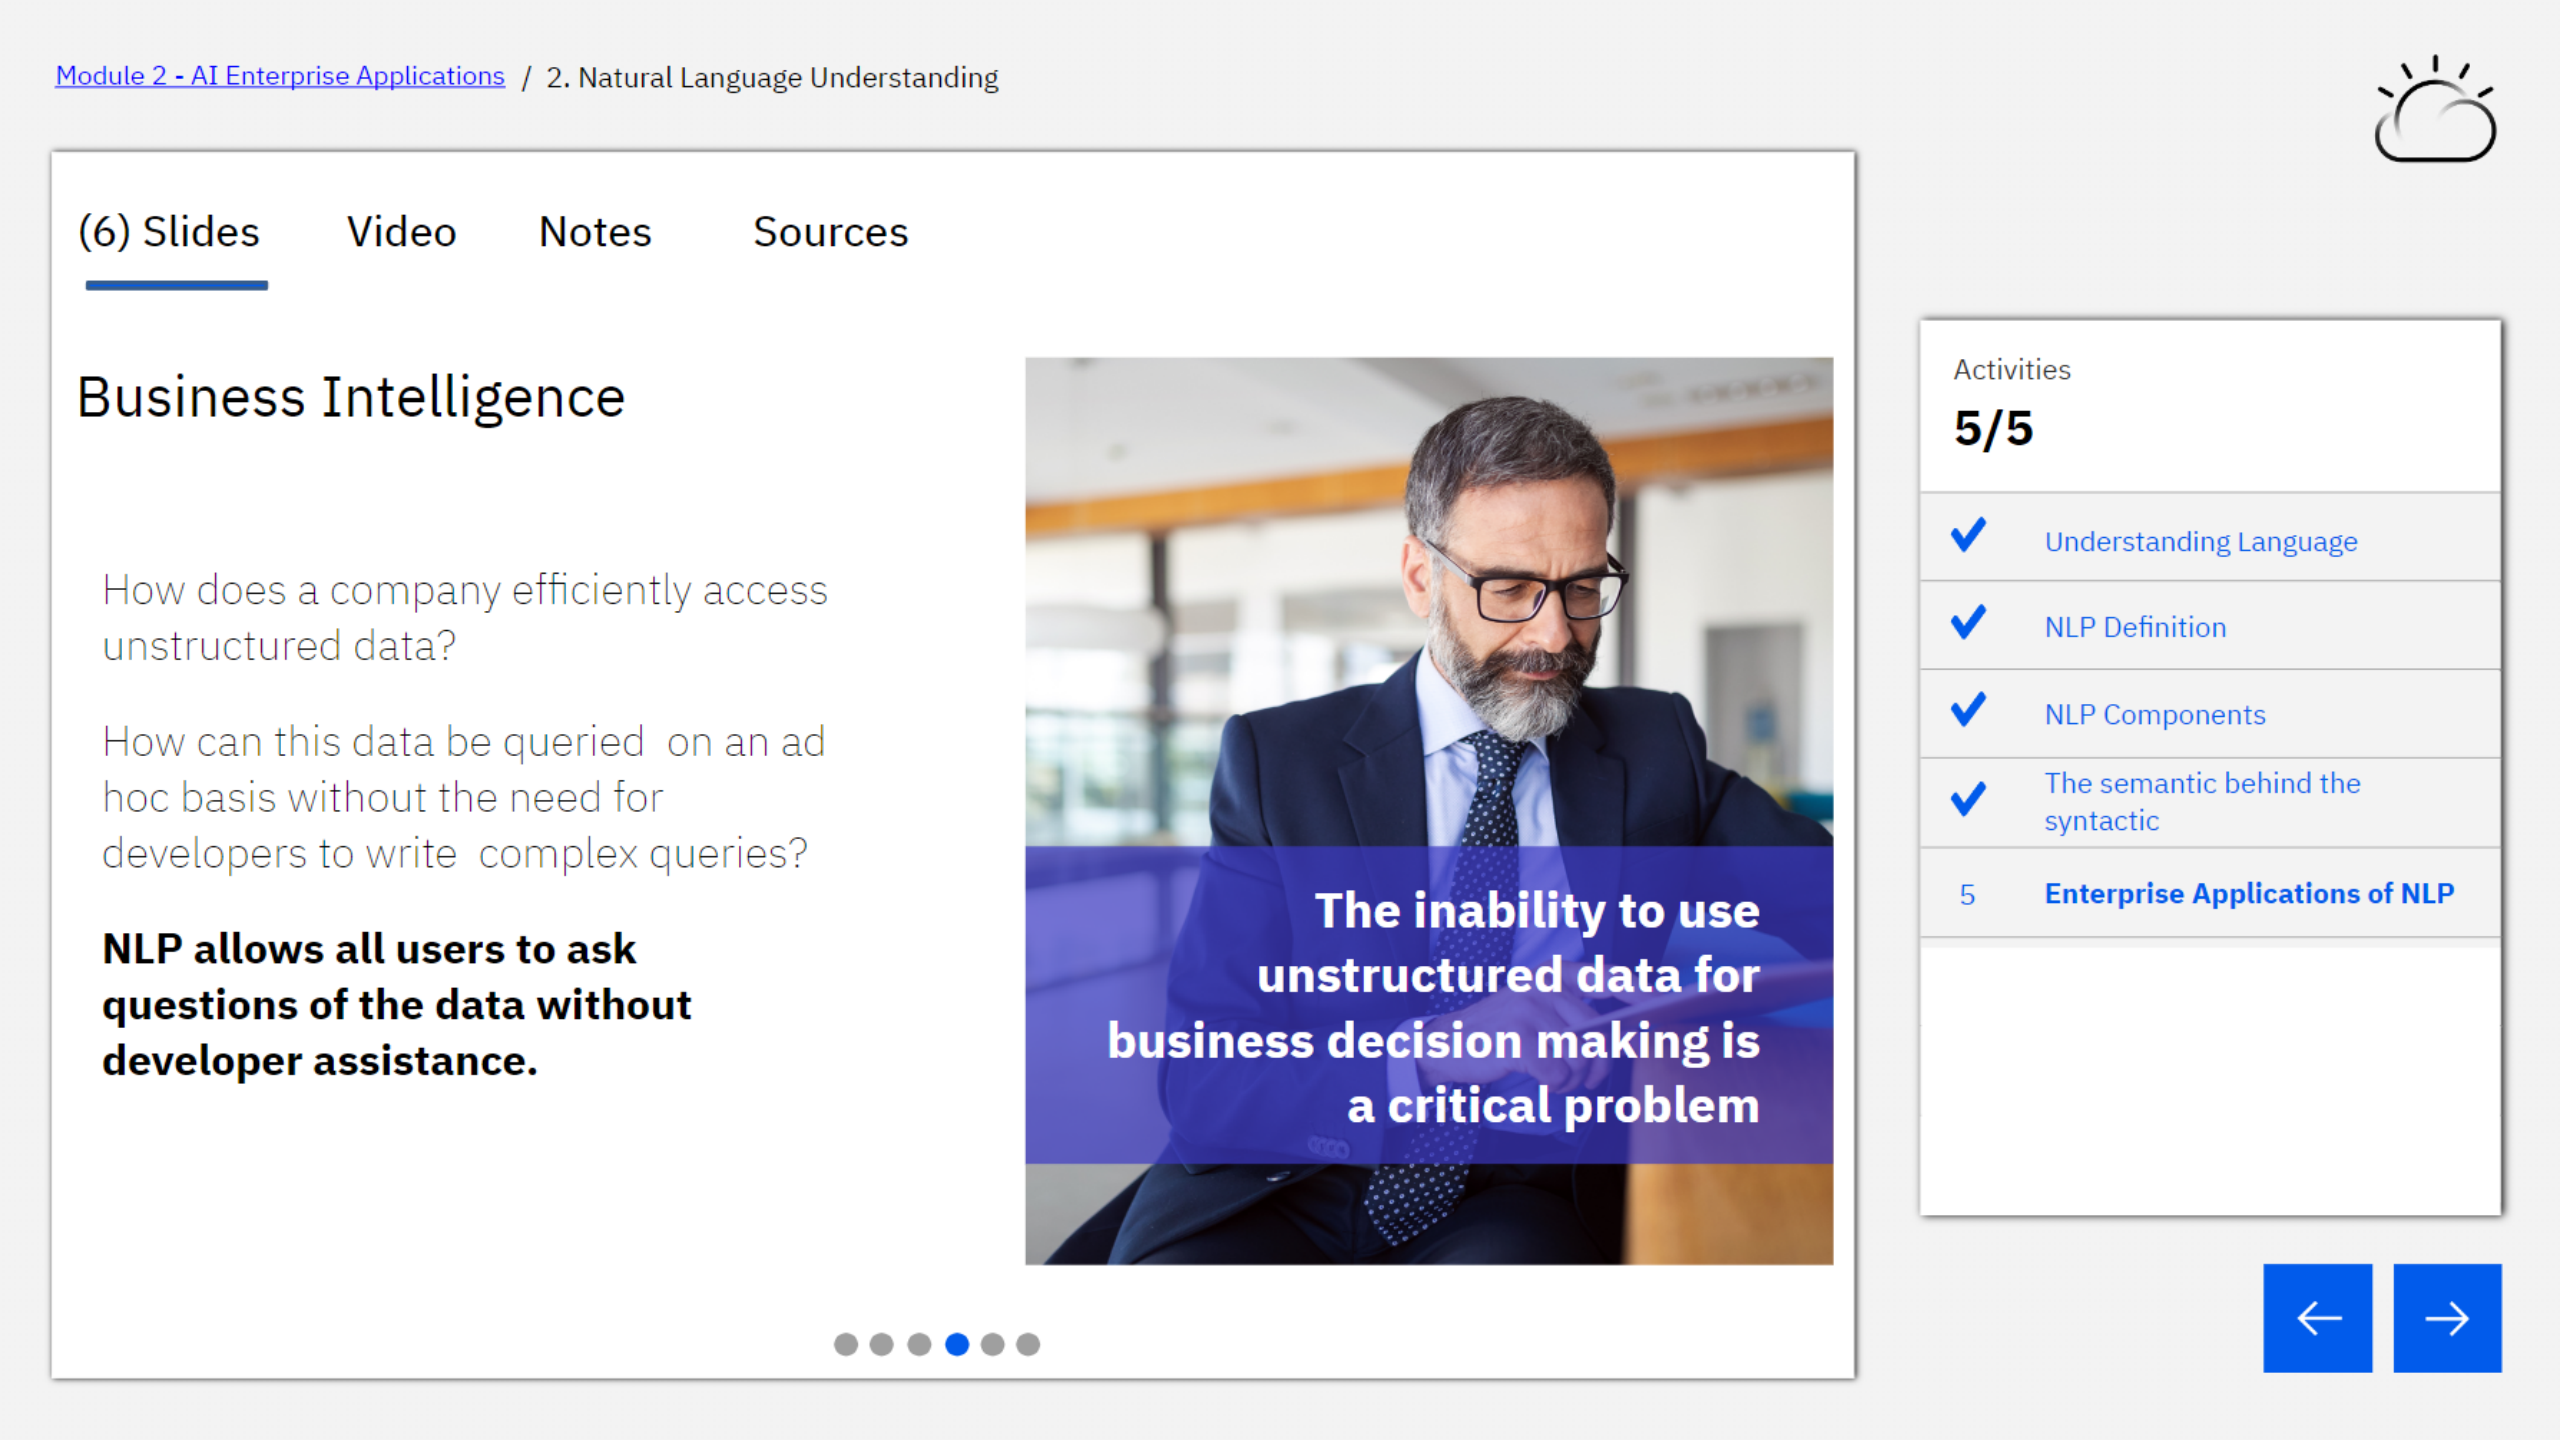 Module 2 - AI Enterprise Applications / 2. Natural Language Understanding
(6) Slides Video Notes Sources
Business Intelligence
How does a company efficiently access
unstructured data?
How can this data be queried  on an ad
hoc basis without the need for
developers to write  complex queries?
NLP allows all users to ask
questions of the data without
developer assistance.
The inability to use
unstructured data for
business decision making is
a critical problem
Activities
5/5
Understanding Language
NLP Definition
NLP Components
The semantic behind the
syntactic
5 Enterprise Applications of NLP